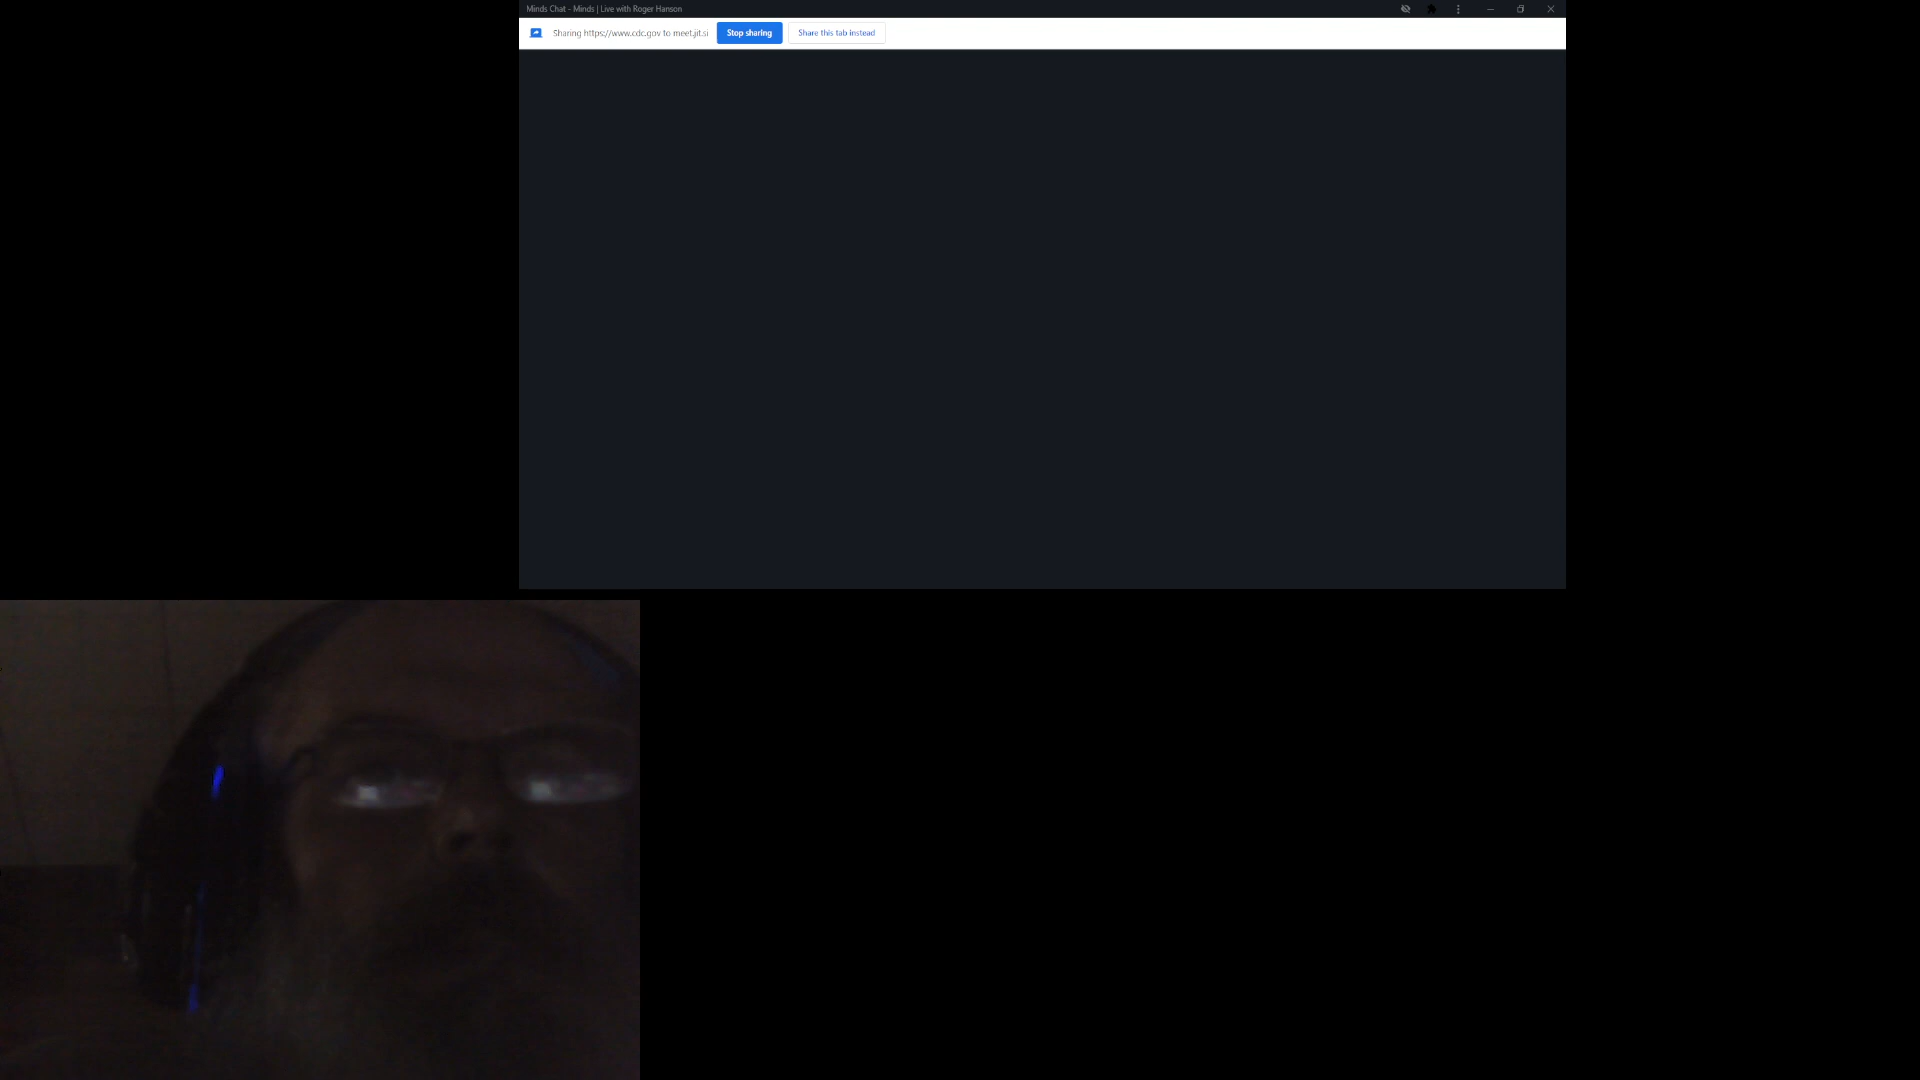 Minds Chat - Minds | Live with Roger Hanson
Sharing https://www.cdc.gov to meet.jit.si Stop sharing Share this tab instead